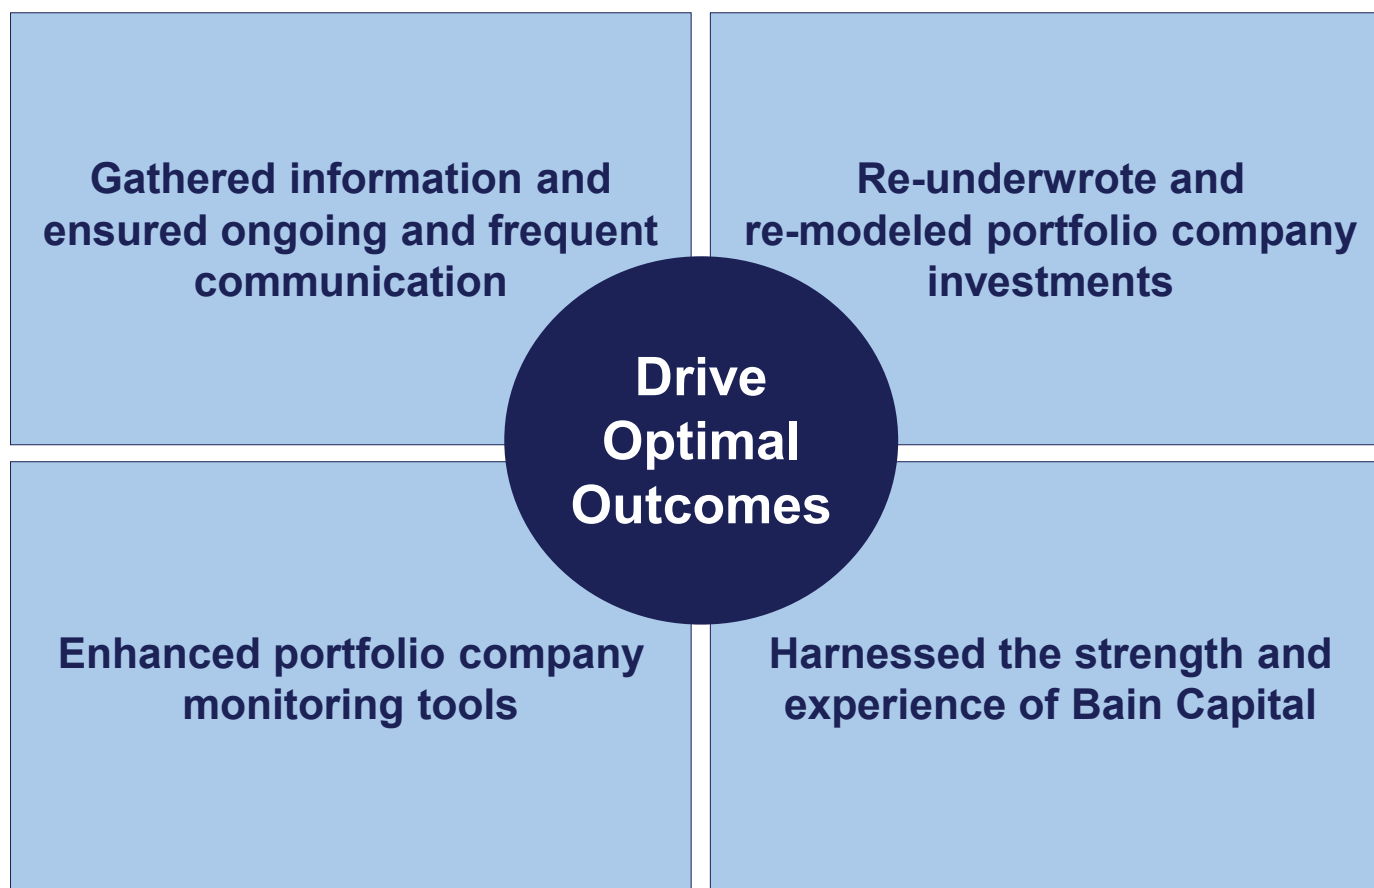 Gathered information and
ensured ongoing and frequent
communication
Re-underwrote and
re-modeled portfolio company
investments
Drive
Optimal
Outcomes
Enhanced portfolio company
monitoring tools
Harnessed the strength and
experience of Bain Capital